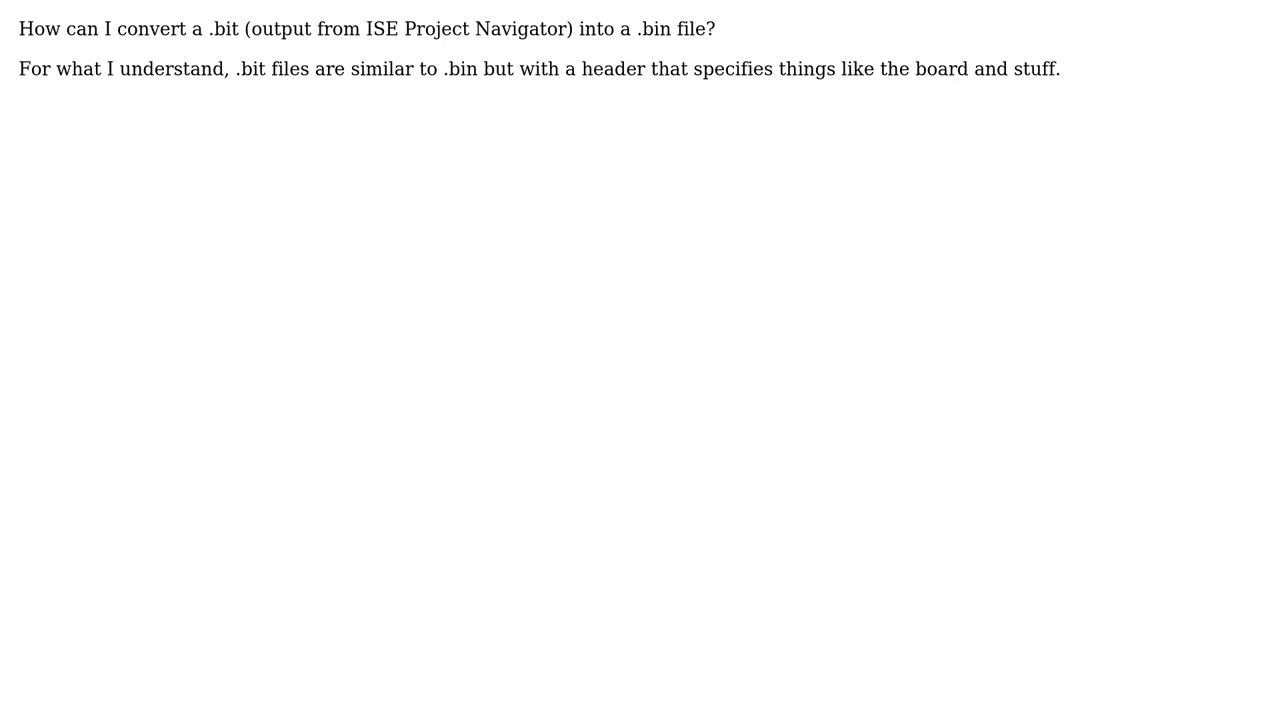 How can I convert a .bit (output from ISE Project Navigator) into a .bin file?
For what I understand, .bit files are similar to .bin but with a header that specifies things like the board and stuff.